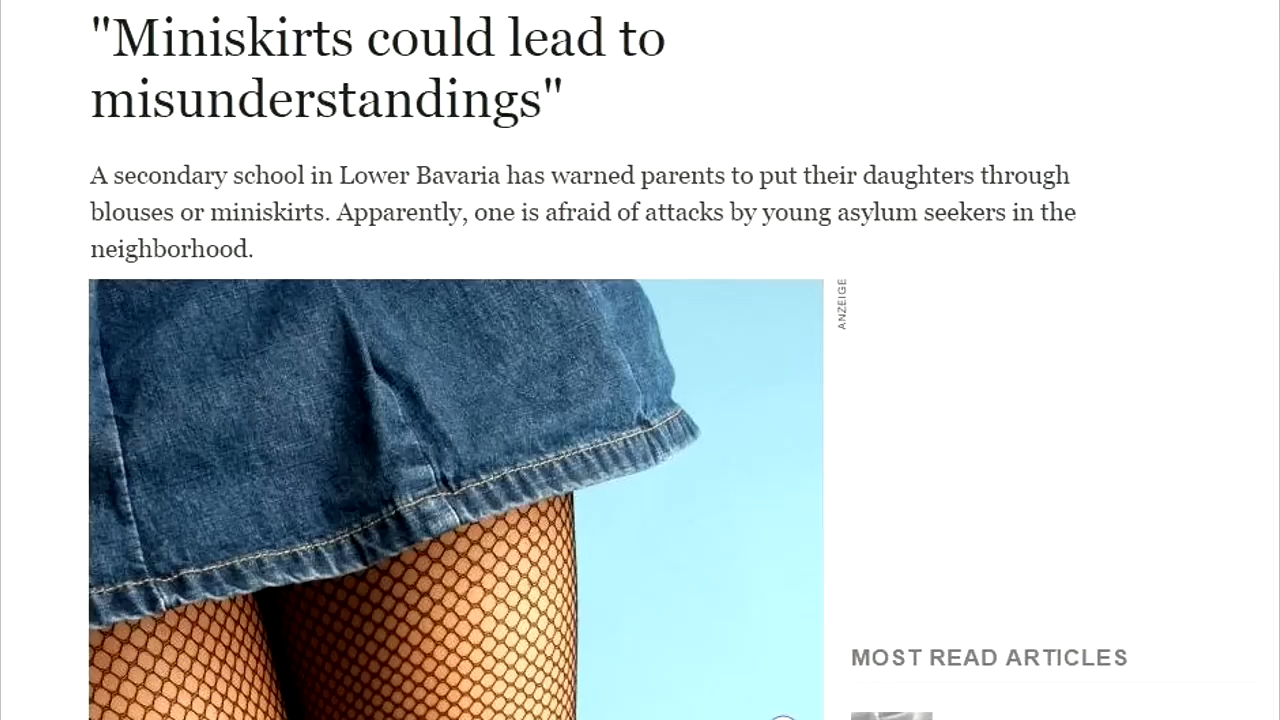 "Miniskirts could lead to
misunderstandings"
A secondary school in Lower Bavaria has warned parents to put their daughters through
blouses or miniskirts. Apparently, one is afraid of attacks by young asylum seekers in the
neighborhood.
ANZEIGE
MOST READ ARTICLES